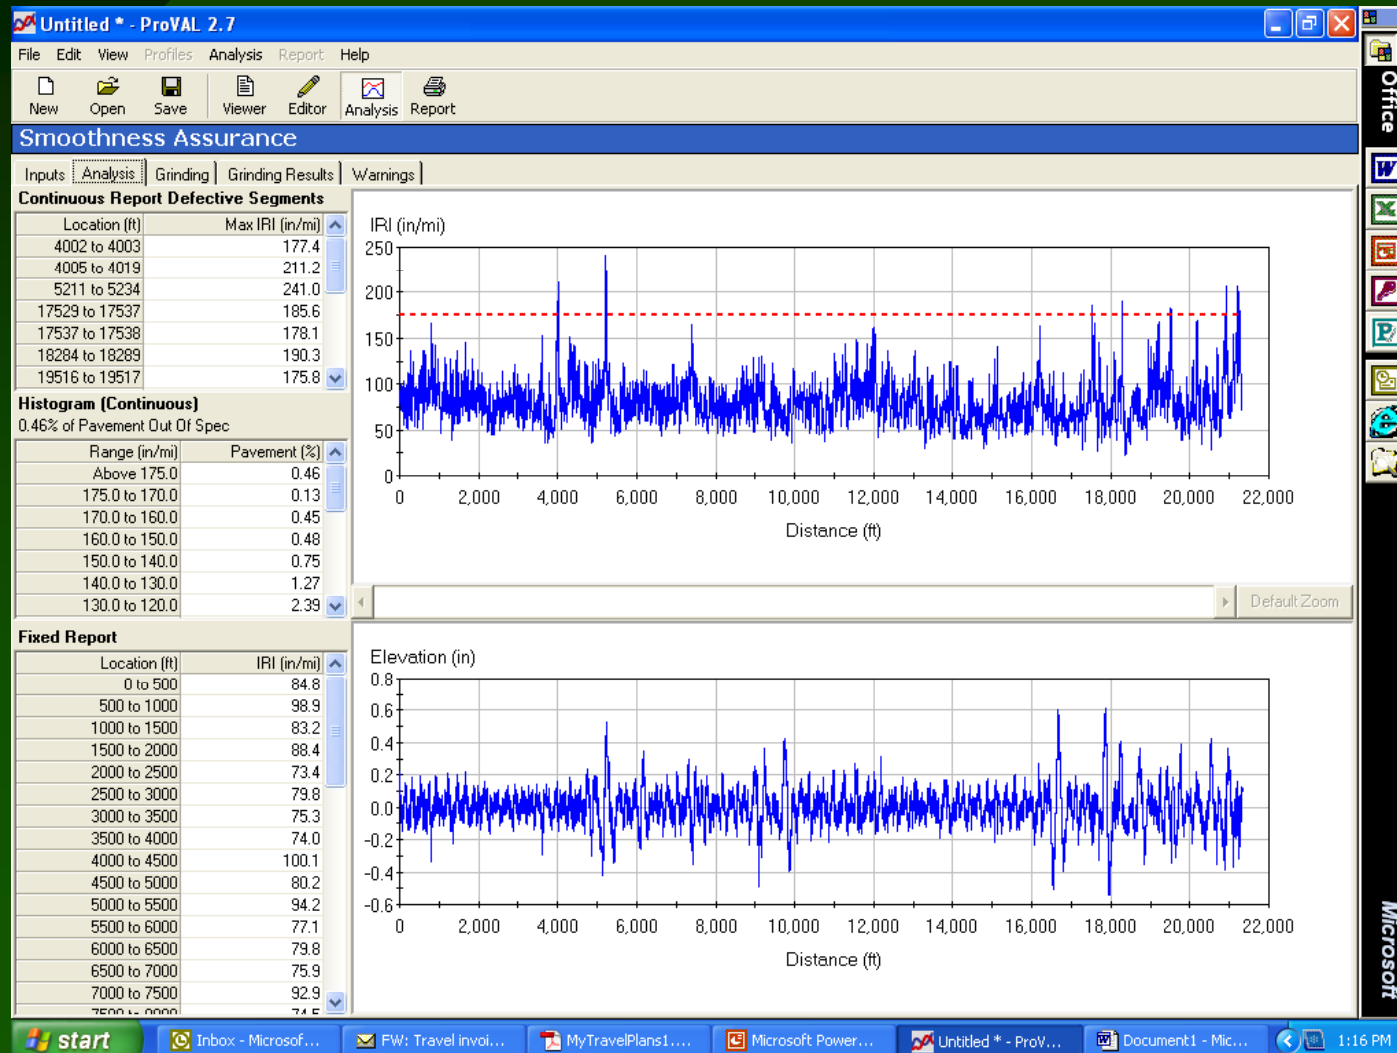 Untitled * - ProVAL 2.7
File Edit View Profiles Analysis Report Help
New Open Save Viewer Editor Analysis Report
Smoothness Assurance
Inputs Analysis Grinding Grinding Results Warnings
Continuous Report Defective Segments
Location (ft) Max IRI (in/mi)
4002 to 4003 177.4
4005 to 4019 211.2
5211 to 5234 241.0
17529 to 17537 185.6
17537 to 17538 178.1
18284 to 18289 190.3
19516 to 19517 175.8
Histogram (Continuous)
0.46% of Pavement Out Of Spec
Range (in/mi) Pavement (%)
Above 175.0 0.46
175.0 to 170.0 0.13
170.0 to 160.0 0.45
160.0 to 150.0 0.48
150.0 to 140.0 0.75
140.0 to 130.0 1.27
130.0 to 120.0 2.39
Fixed Report
Location (ft) IRI (in/mi)
0 to 500 84.8
500 to 1000 98.9
1000 to 1500 83.2
1500 to 2000 88.4
2000 to 2500 73.4
2500 to 3000 79.8
3000 to 3500 75.3
3500 to 4000 74.0
4000 to 4500 100.1
4500 to 5000 80.2
5000 to 5500 94.2
5500 to 6000 77.1
6000 to 6500 79.8
6500 to 7000 75.9
7000 to 7500 92.9
IRI (in/mi)
250
200
150
100
50
0
0 2,000 4,000 6,000 8,000 10,000 12,000 14,000 16,000 18,000 20,000 22,000
Distance (ft)
Default Zoom
Elevation (in)
0.8
0.6
0.4
0.2
0.0
-0.2
-0.4
-0.6
0 2,000 4,000 6,000 8,000 10,000 12,000 14,000 16,000 18,000 20,000 22,000
Distance (ft)
Office
Microsoft
start Inbox - Microsof... FW: Travel invoi... MyTravelPlans1.... Microsoft Power... Untitled * - ProV... Document1 - Mic... 1:16 PM